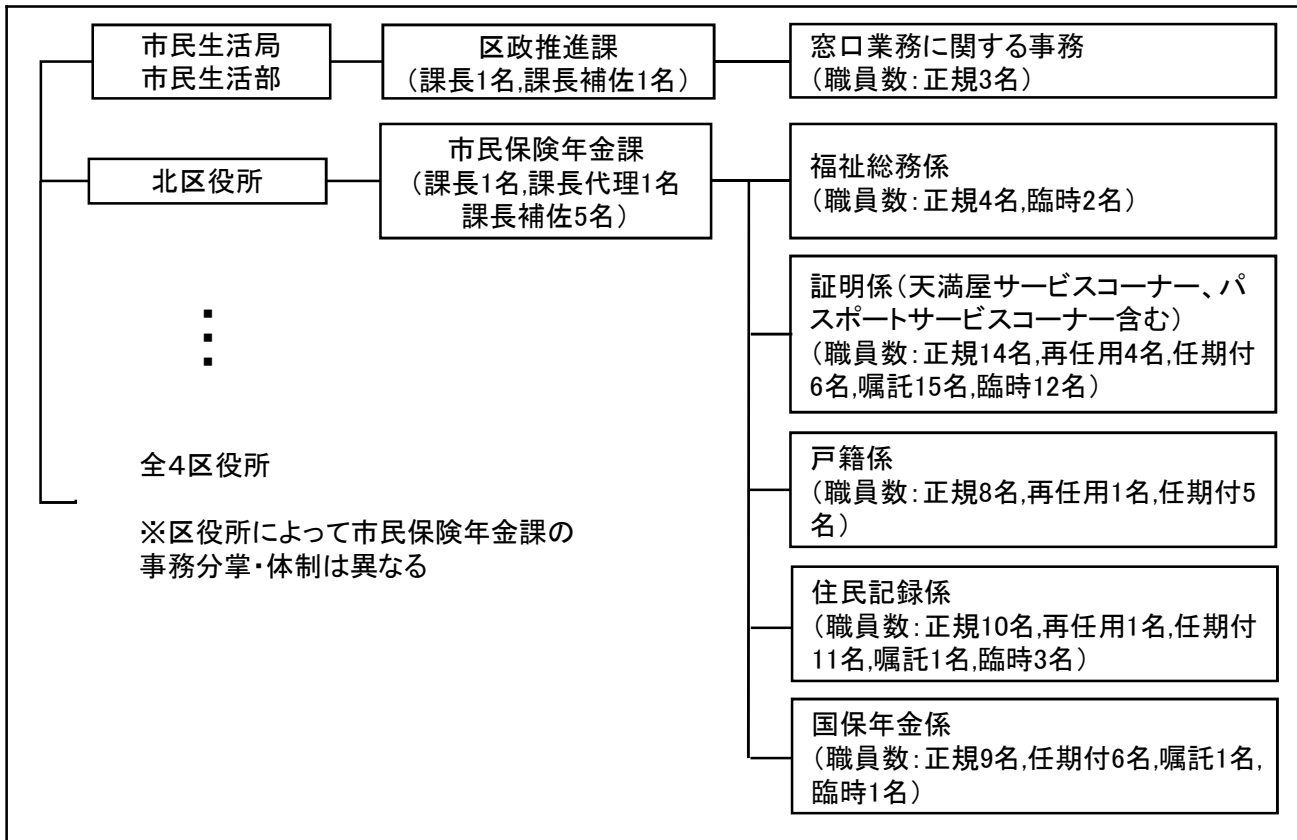 市民生活局
市民生活部
区政推進課
（課長1名,課長補佐1名）
窓口業務に関する事務
（職員数：正規3名）
北区役所
市民保険年金課
（課長1名,課長代理1名
課長補佐5名）
福祉総務係
（職員数：正規4名,臨時2名）
証明係（天満屋サービスコーナー、パ
スポートサービスコーナー含む）
（職員数：正規14名,再任用4名,任期付
6名,嘱託15名,臨時12名）
戸籍係
（職員数：正規8名,再任用1名,任期付5
名）
住民記録係
（職員数：正規10名,再任用1名,任期付
11名,嘱託1名,臨時3名）
国保年金係
（職員数：正規9名,任期付6名,嘱託1名,
臨時1名）
全４区役所
※区役所によって市民保険年金課の
事務分掌・体制は異なる